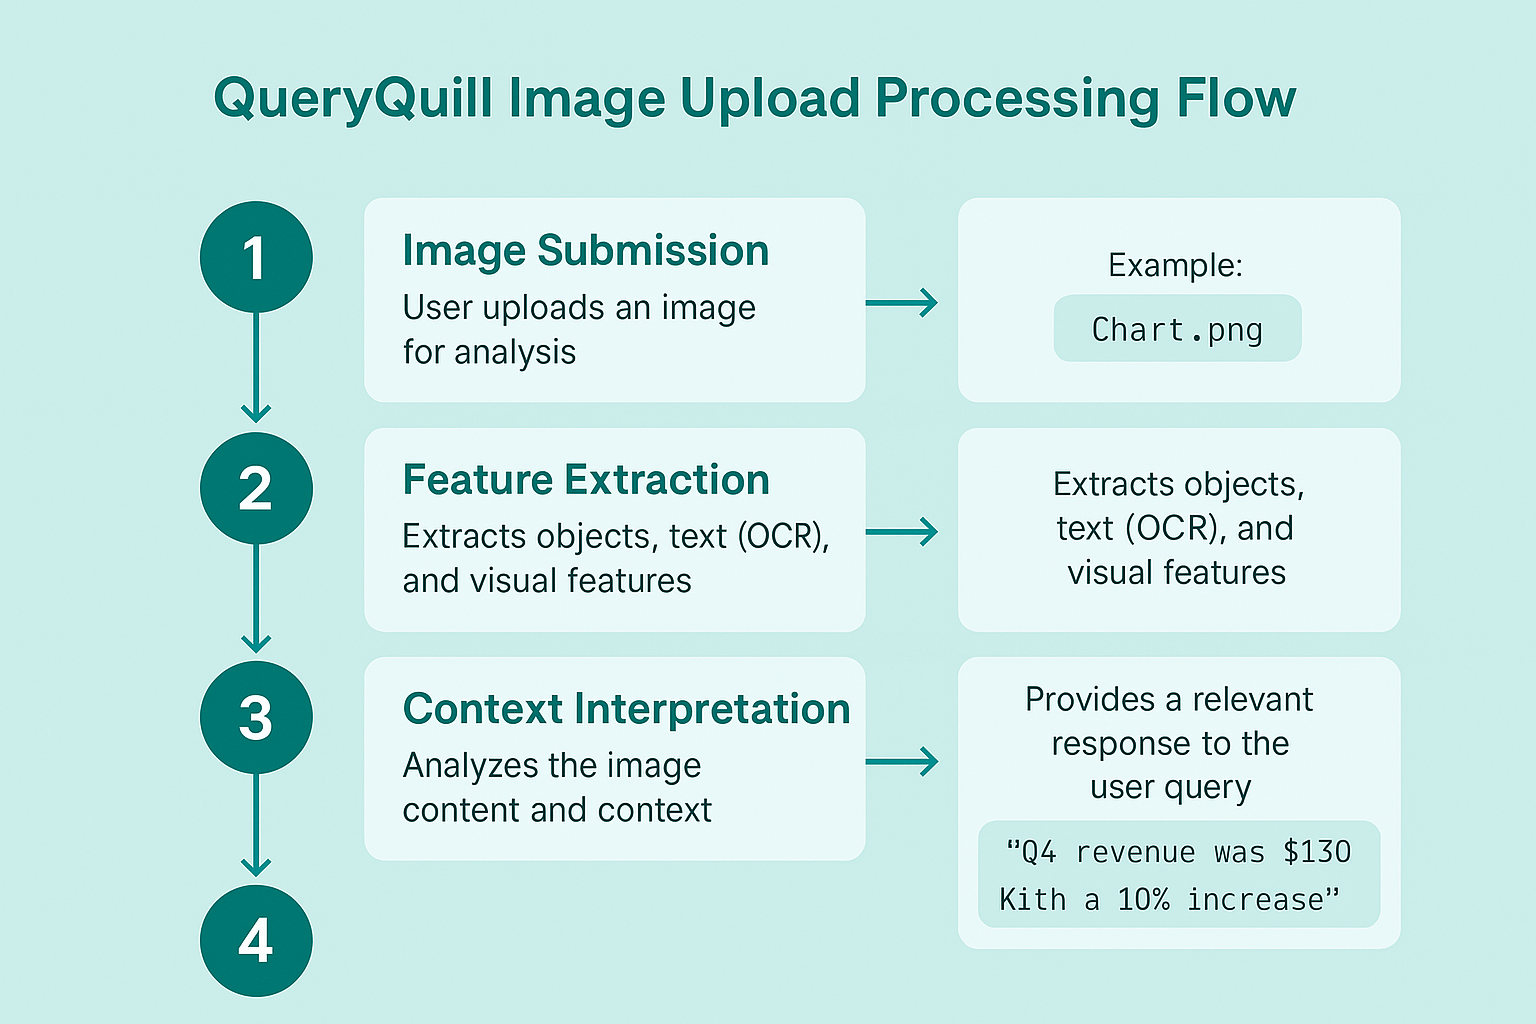 QueryQuill Image Upload Processing Flow
1
Image Submission
User uploads an image
for analysis
Example:
Chart.png
2
Feature Extraction
Extracts objects, text (OCR),
and visual features
Extracts objects,
text (OCR), and
visual features
3
Context Interpretation
Analyzes the image
content and context
Provides a relevant
response to the
user query
"Q4 revenue was $130
Kith a 10% increase”
4